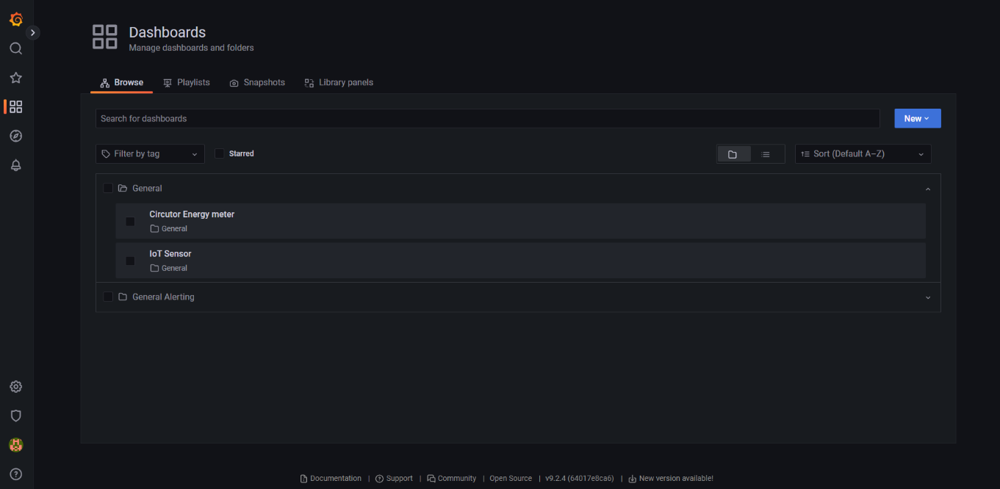 Dashboards
Manage dashboards and folders
Browse Playlists Snapshots Library panels
Search for dashboards New
Filter by tag Starred Sort (Default A–Z)
General
Circutor Energy meter
General
IoT Sensor
General
General Alerting
Documentation | Support | Community | Open Source | v9.2.4 (64017e8ca6) | New version available!